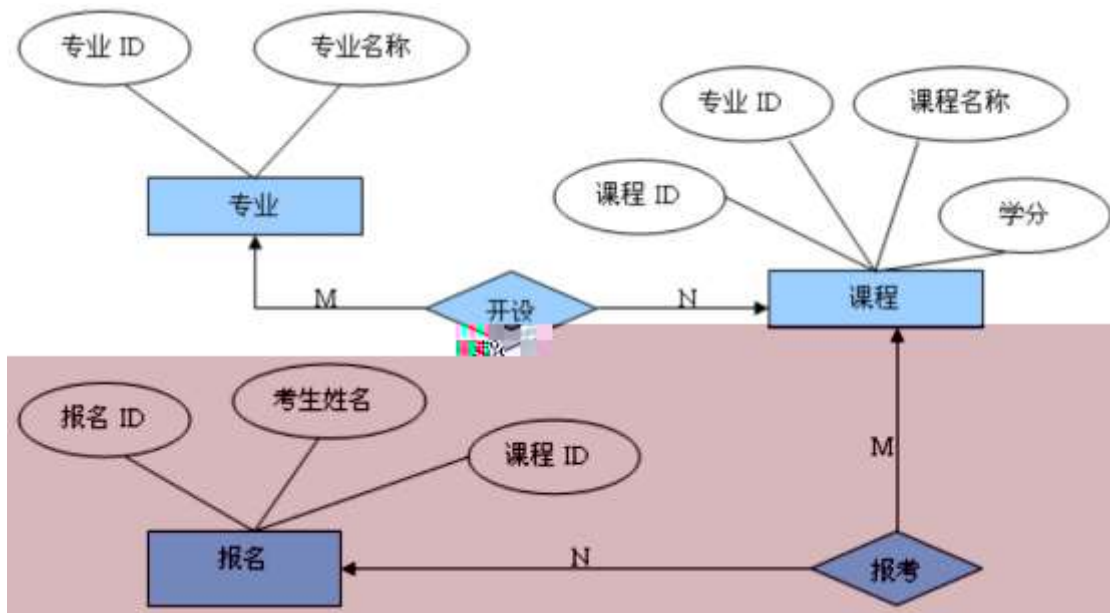 专业 ID
专业名称
专业 ID
课程名称
课程 ID
学分
专业
课程
M
开设
N
报名 ID
考生姓名
课程 ID
M
报名
N
报考